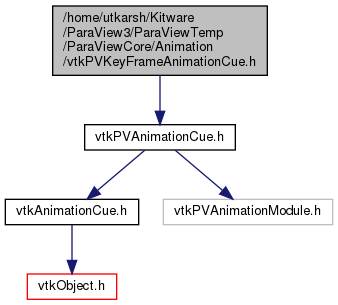 /home/utkarsh/Kitware
/ParaView3/ParaViewTemp
/ParaViewCore/Animation
/vtkPVKeyFrameAnimationCue.h
vtkPVAnimationCue.h
vtkAnimationCue.h
vtkPVAnimationModule.h
vtkObject.h